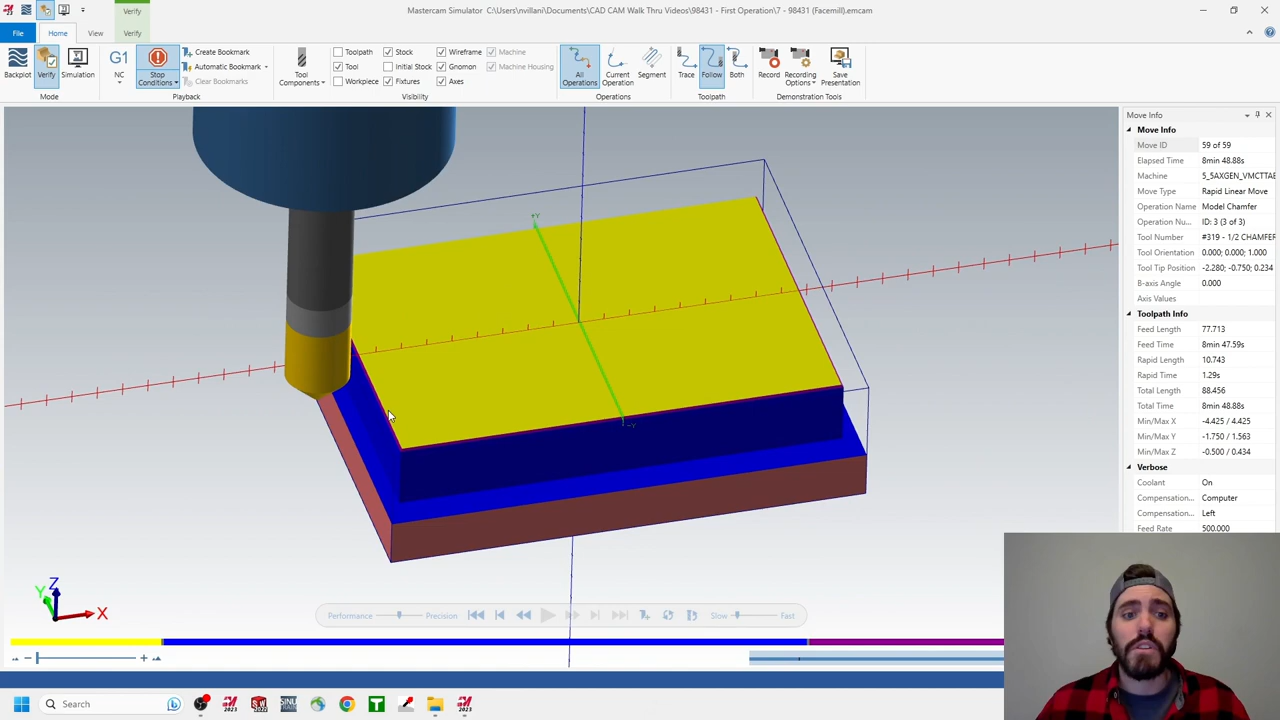 Verify
Mastercam Simulator C:\Users\nvillani\Documents\CAD CAM Walk Thru Videos\98431 - First Operation\7 - 98431 (Facemill).emcam
File
Home
View
Verify
Backplot
Verify
Simulation
Mode
G1
NC
Stop Conditions
Create Bookmark
Automatic Bookmark
Clear Bookmarks
Playback
Tool Components
Toolpath
Tool
Workpiece
Stock
Initial Stock
Fixtures
Wireframe
Gnomon
Axes
Machine
Machine Housing
Visibility
All Operations
Current Operation
Segment
Operations
Trace
Follow
Both
Toolpath
Record
Recording Options
Save Presentation
Demonstration Tools
Move Info
Move Info
Move ID 59 of 59
Elapsed Time 8min 48.88s
Machine 5_5AXGEN_VMCTTAE
Move Type Rapid Linear Move
Operation Name Model Chamfer
Operation Nu... ID: 3 (3 of 3)
Tool Number #319 - 1/2 CHAMFER
Tool Orientation 0.000; 0.000; 1.000
Tool Tip Position -2.280; -0.750; 0.234
B-axis Angle 0.000
Axis Values
Toolpath Info
Feed Length 77.713
Feed Time 8min 47.59s
Rapid Length 10.743
Rapid Time 1.29s
Total Length 88.456
Total Time 8min 48.88s
Min/Max X -4.425 / 4.425
Min/Max Y -1.750 / 1.563
Min/Max Z -0.500 / 0.434
Verbose
Coolant On
Compensation... Computer
Compensation... Left
Feed Rate 500.000
+Y
-Y
Z
Y
X
Performance
Precision
Slow
Fast
Search
2023
SW
2022
SINU
TRAIN
T
2023
2023